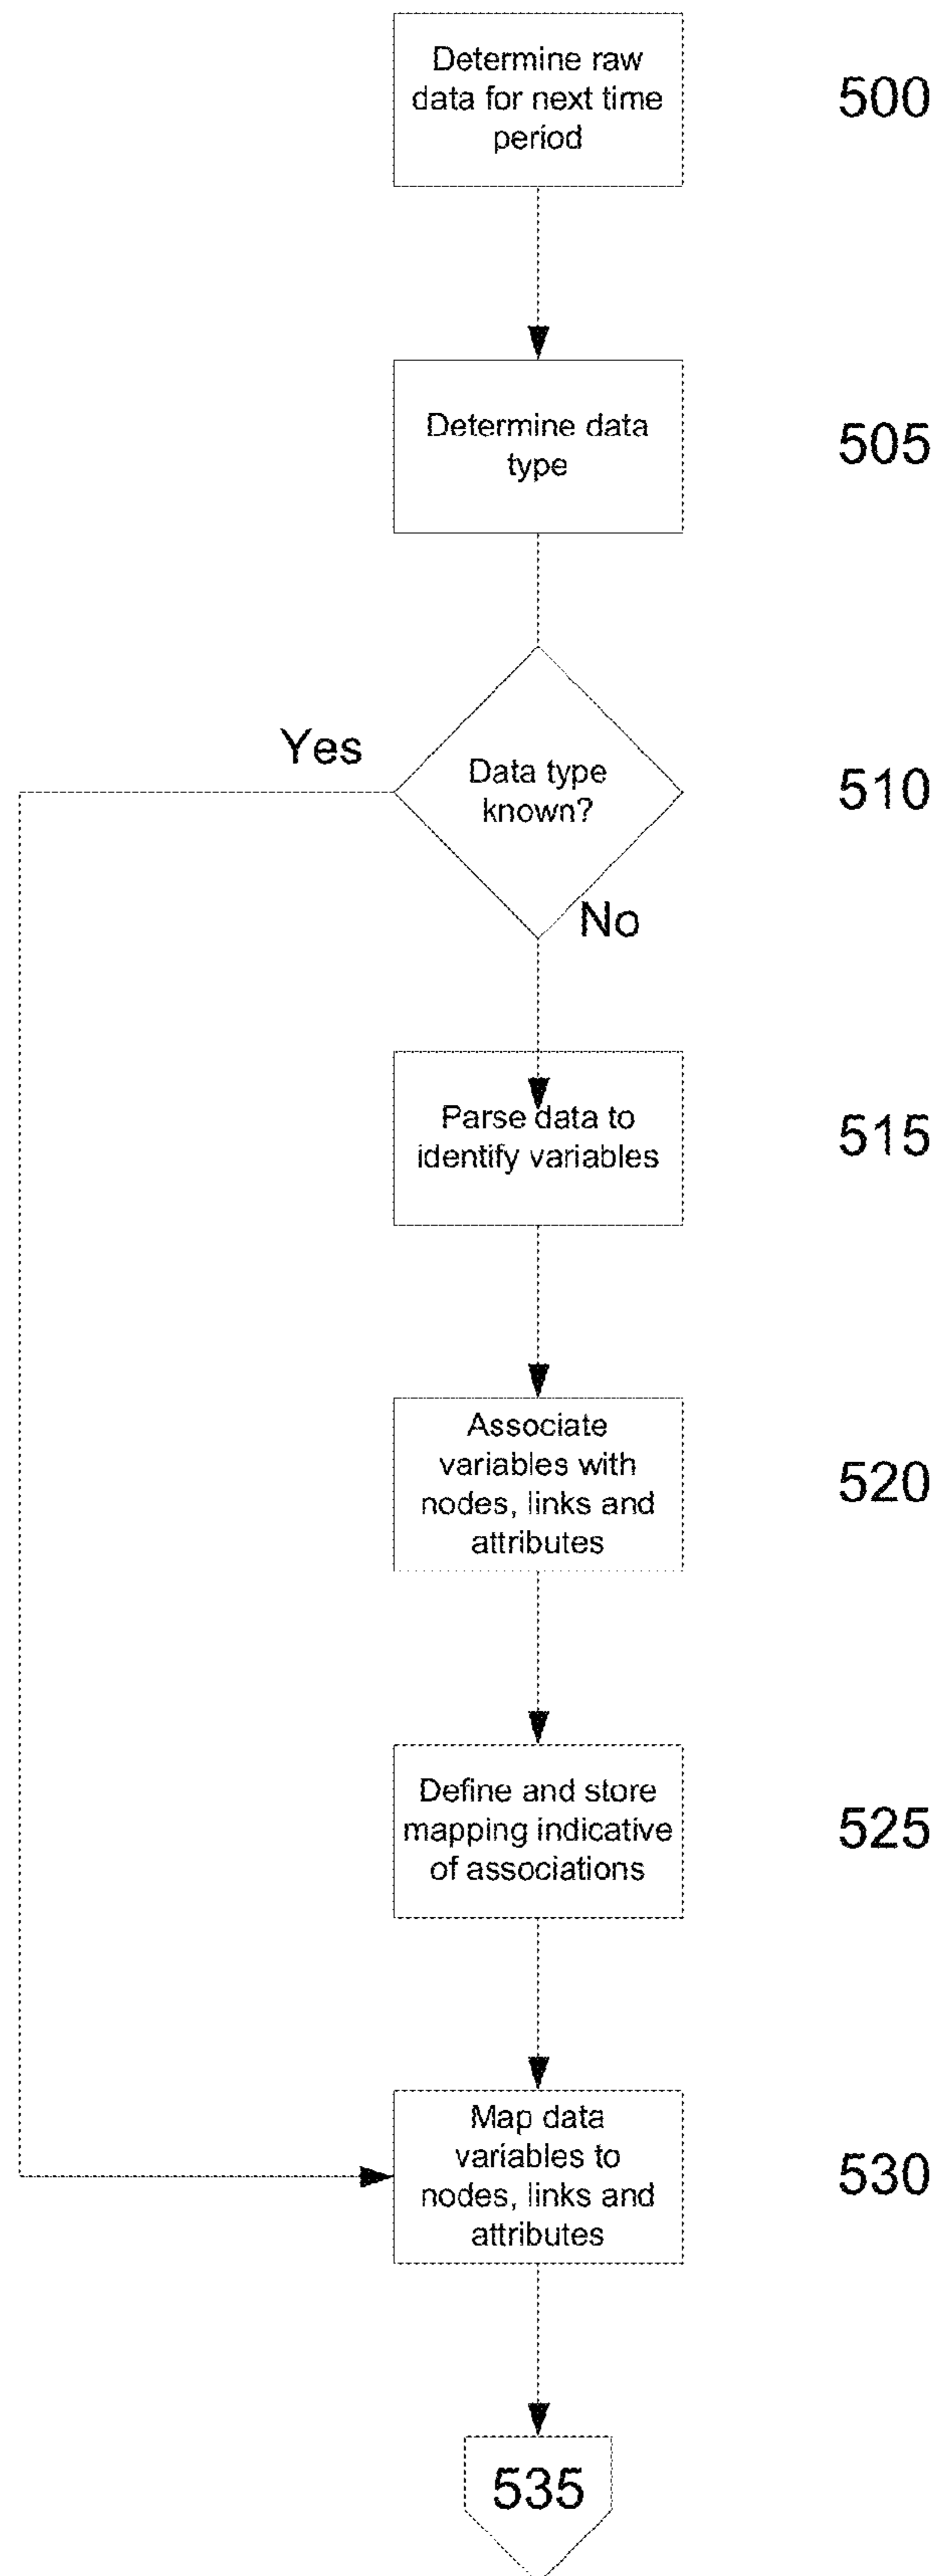 Determine raw
data for next time
period
500
Determine data
type
505
Yes
Data type
known?
510
No
Parse data to
identify variables
515
Associate
variables with
nodes, links and
attributes
520
Define and store
mapping indicative
of associations
525
Map data
variables to
nodes, links and
attributes
530
535